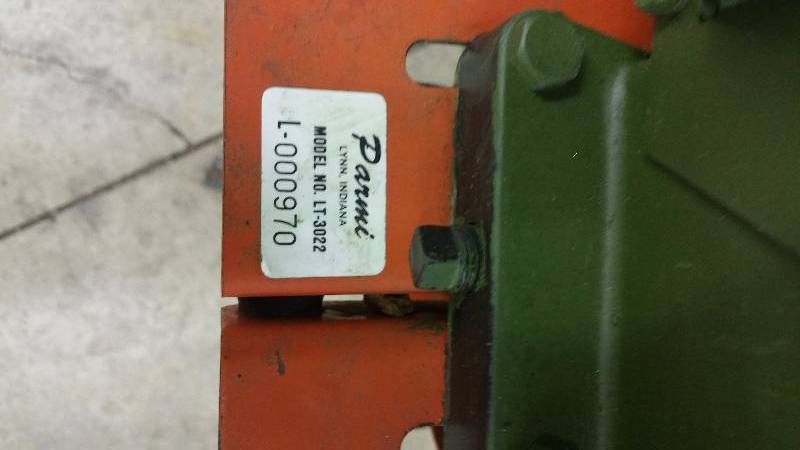 Parmi
LYNN, INDIANA
MODEL NO. LT-3022
L-000970